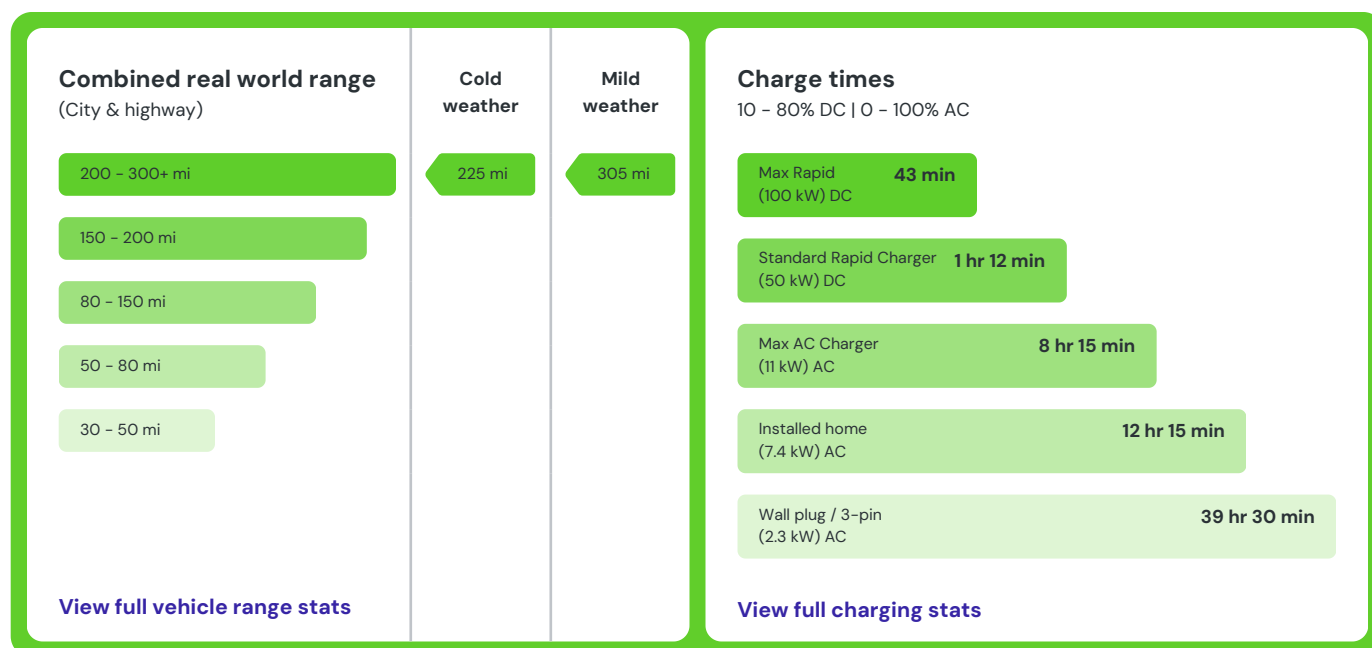 Combined real world range
(City & highway)
Cold
weather
Mild
weather
200 - 300+ mi
225 mi
305 mi
150 - 200 mi
80 - 150 mi
50 - 80 mi
30 - 50 mi
View full vehicle range stats
Charge times
10 - 80% DC | 0 - 100% AC
Max Rapid
(100 kW) DC
43 min
Standard Rapid Charger
(50 kW) DC
1 hr 12 min
Max AC Charger
(11 kW) AC
8 hr 15 min
Installed home
(7.4 kW) AC
12 hr 15 min
Wall plug / 3-pin
(2.3 kW) AC
39 hr 30 min
View full charging stats